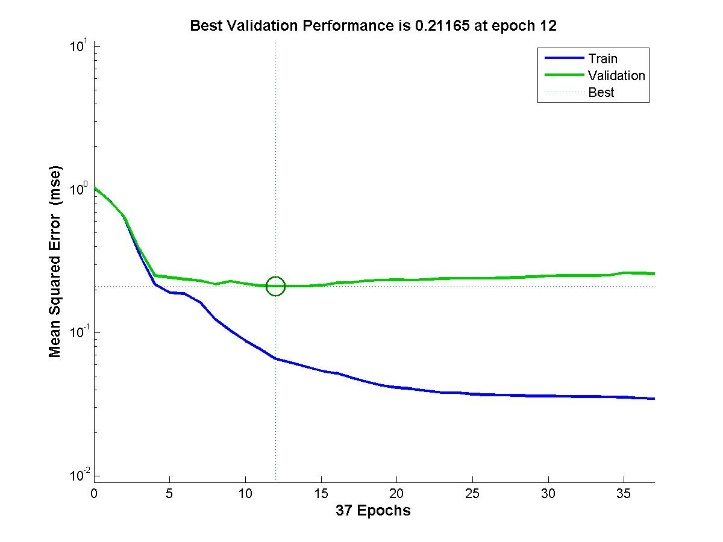 Best Validation Performance is 0.21165 at epoch 12
Mean Squared Error (mse)
10^1
10^0
10^-1
10^-2
Train
Validation
Best
0 5 10 15 20 25 30 35
37 Epochs